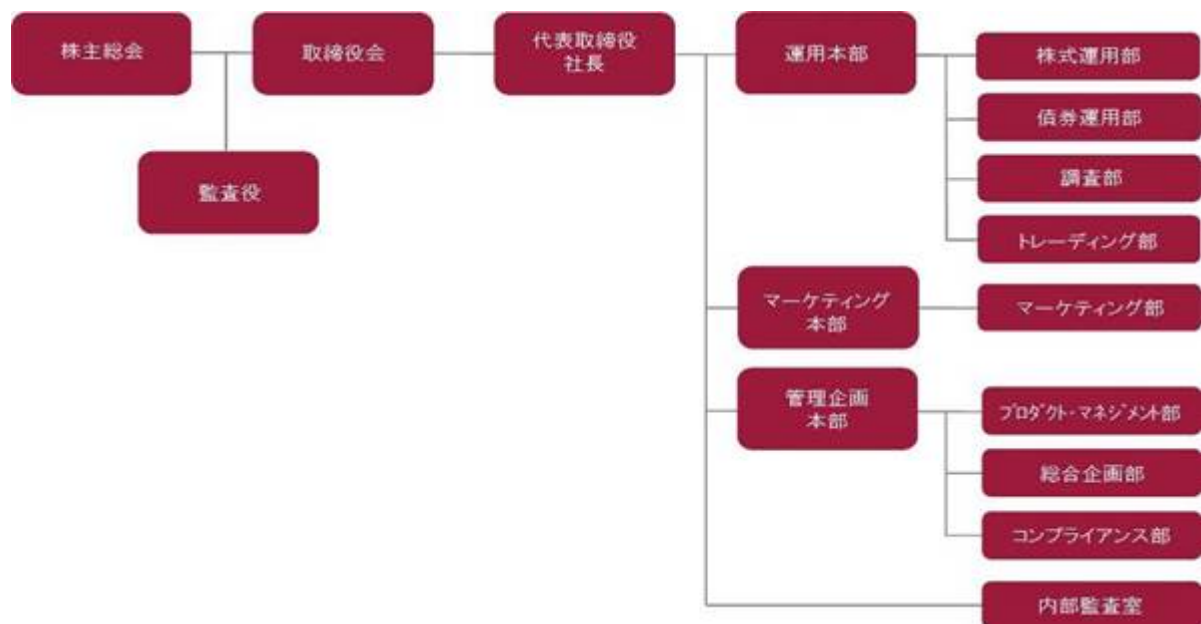 株主総会
取締役会
代表取締役
社長
監査役
運用本部
株式運用部
債券運用部
調査部
トレーディング部
マーケティング
本部
マーケティング部
管理企画
本部
プロダクト・マネジメント部
総合企画部
コンプライアンス部
内部監査室